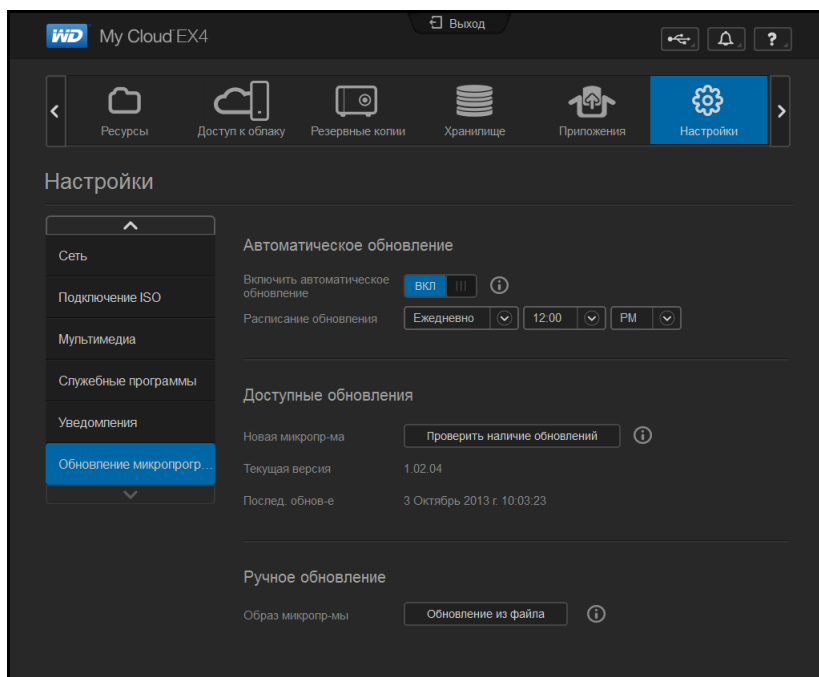 WD My Cloud EX4
Выход
?
Ресурсы
Доступ к облаку
Резервные копии
Хранилище
Приложения
Настройки
Настройки
Сеть
Подключение ISO
Мультимедиа
Служебные программы
Уведомления
Обновление микропрогр...
Автоматическое обновление
Включить автоматическое
обновление
ВКЛ
Расписание обновления
Ежедневно
12:00
PM
Доступные обновления
Новая микропр-ма
Проверить наличие обновлений
Текущая версия
1.02.04
Послед. обнов-е
3 Октябрь 2013 г. 10:03:23
Ручное обновление
Образ микропр-мы
Обновление из файла